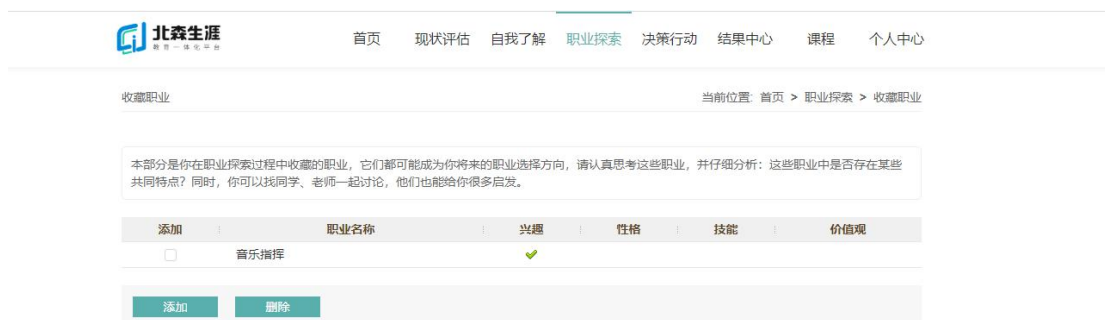 北森生涯
教育一体化平台
首页 现状评估 自我了解 职业探索 决策行动 结果中心 课程 个人中心
收藏职业
当前位置: 首页 > 职业探索 > 收藏职业
本部分是你在职业探索过程中收藏的职业，它们都可能成为你将来的职业选择方向，请认真思考这些职业，并仔细分析：这些职业中是否存在某些
共同特点？同时，你可以找同学、老师一起讨论，他们也能给你很多启发。
添加 职业名称 兴趣 性格 技能 价值观
音乐指挥
添加 删除